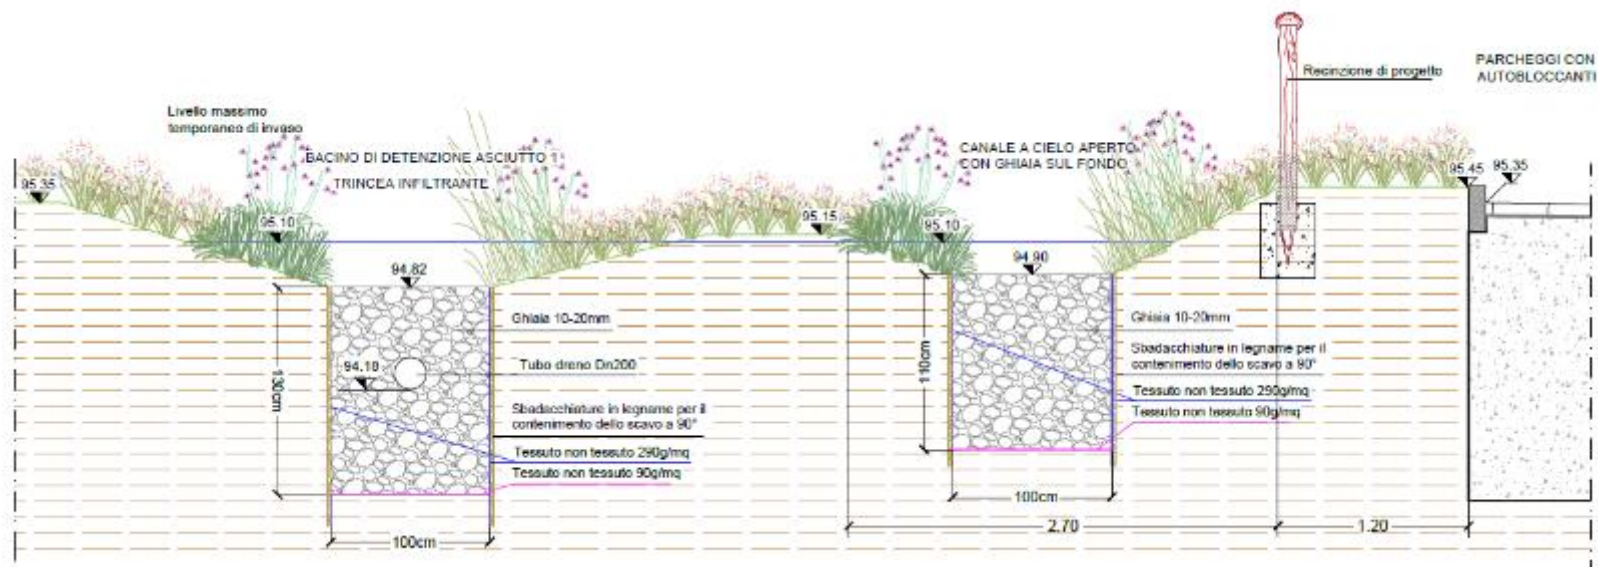 Recinzione di progetto
PARCHEGGI CON
AUTOBLOCCANTI
Livello massimo
temporaneo di invaso
BACINO DI DETENZIONE ASCIUTTO 1
TRINCEA INFILTRANTE
CANALE A CIELO APERTO
CON GHIAIA SUL FONDO
95.35
95.10
95.15
95.10
95.45
95.35
94.82
94.90
Ghiaia 10-20mm
Ghiaia 10-20mm
94.10
Tubo dreno Dn200
130cm
110cm
Sbadacchiature in legname per il
contenimento dello scavo a 90°
Tessuto non tessuto 290g/mq
Tessuto non tessuto 90g/mq
Sbadacchiature in legname per il
contenimento dello scavo a 90°
Tessuto non tessuto 290g/mq
Tessuto non tessuto 90g/mq
100cm
100cm
2.70
1.20